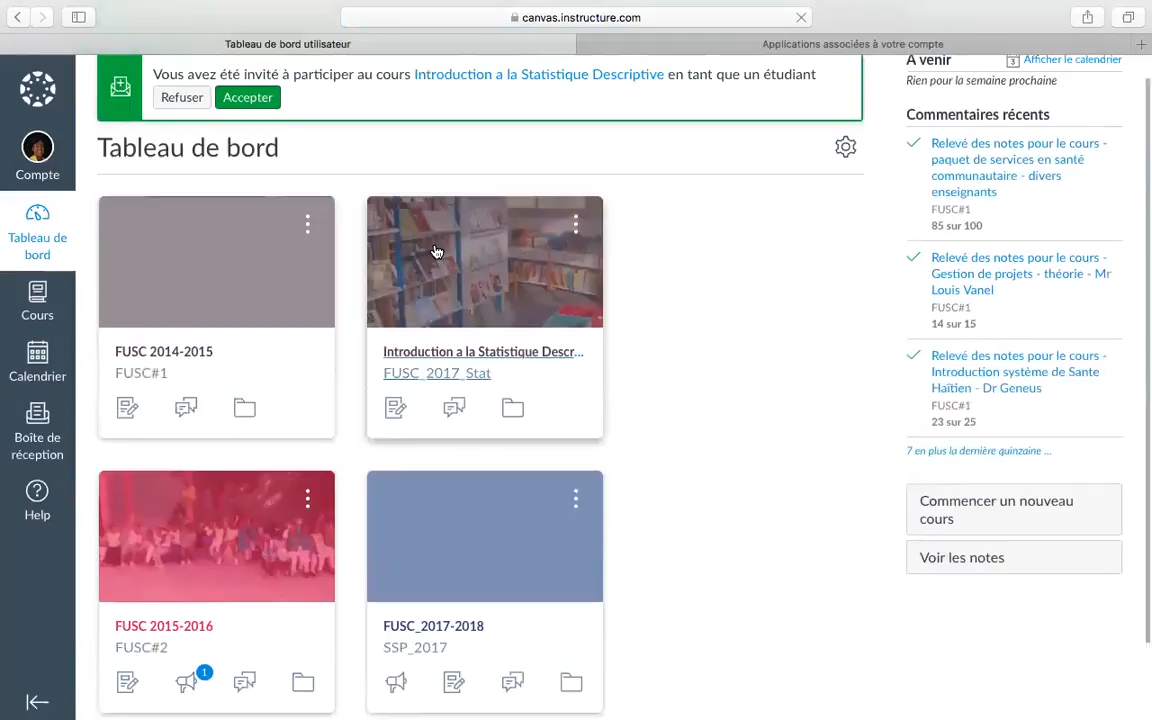 canvas.instructure.com
Tableau de bord utilisateur
Applications associées à votre compte
Vous avez été invité à participer au cours Introduction a la Statistique Descriptive en tant que un étudiant
Refuser
Accepter
Compte
Tableau de
bord
Cours
Calendrier
Boîte de
réception
Help
Tableau de bord
FUSC 2014-2015
FUSC#1
Introduction a la Statistique Descr...
FUSC_2017_Stat
FUSC 2015-2016
FUSC#2
1
FUSC_2017-2018
SSP_2017
À venir
3
Afficher le calendrier
Rien pour la semaine prochaine
Commentaires récents
Relevé des notes pour le cours -
paquet de services en santé
communautaire - divers
enseignants
FUSC#1
85 sur 100
Relevé des notes pour le cours -
Gestion de projets - théorie - Mr
Louis Vanel
FUSC#1
14 sur 15
Relevé des notes pour le cours -
Introduction système de Sante
Haïtien - Dr Geneus
FUSC#1
23 sur 25
7 en plus la dernière quinzaine ...
Commencer un nouveau
cours
Voir les notes